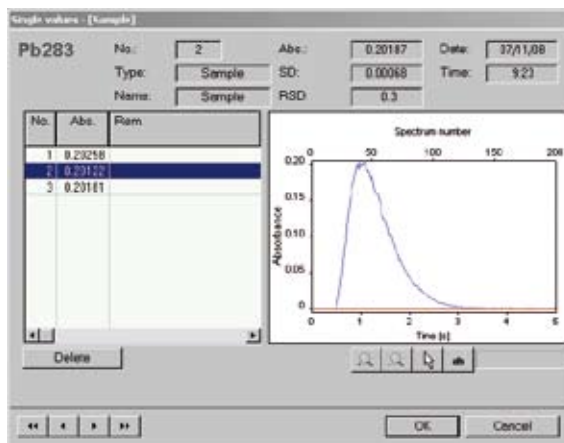 Single values - [Sample]
Pb283 No.: 2 Abs.: 0.20187 Date: 37/11/08
Type: Sample SD: 0.00068 Time: 9:23
Name: Sample RSD 0.3
No. Abs. Rem.
1 0.20258
2 0.20122
3 0.20181
Spectrum number
0 50 100 150 200
0.20
0.15
0.10
0.05
0
Absorbance
0 1 2 3 4 5
Time [s]
Delete
OK Cancel